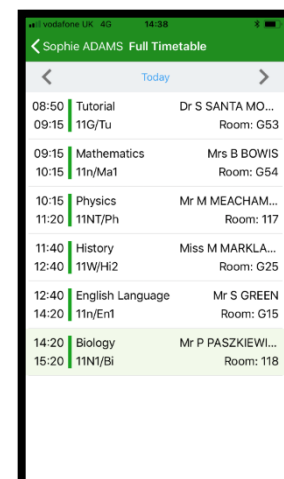 vodafone UK 4G 14:38
Sophie ADAMS Full Timetable
Today
08:50 Tutorial Dr S SANTA MO...
09:15 11G/Tu Room: G53
09:15 Mathematics Mrs B BOWIS
10:15 11n/Ma1 Room: G54
10:15 Physics Mr M MEACHAM...
11:20 11NT/Ph Room: 117
11:40 History Miss M MARKLA...
12:40 11W/Hi2 Room: G25
12:40 English Language Mr S GREEN
14:20 11n/En1 Room: G15
14:20 Biology Mr P PASZKIEWI...
15:20 11N1/Bi Room: 118